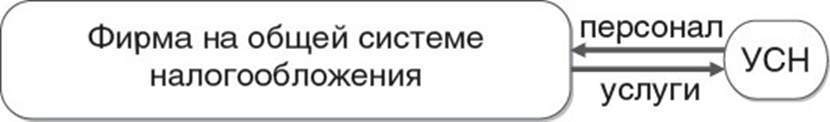 Фирма на общей системе
налогообложения
персонал
услуги
УСН